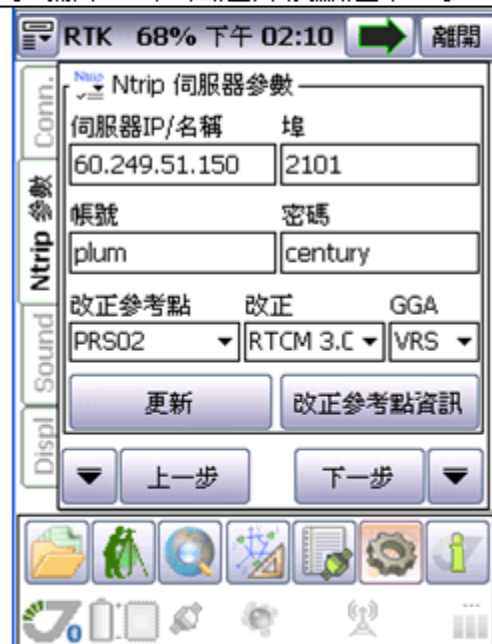 RTK 68% 下午 02:10 離開
Conn.
Ntrip 參數
Sound
Displ
Ntrip Ntrip 伺服器參數
伺服器IP/名稱 埠
60.249.51.150 2101
帳號 密碼
plum century
改正參考點 改正 GGA
PRS02 RTCM 3.C VRS
更新 改正參考點資訊
上一步 下一步
0